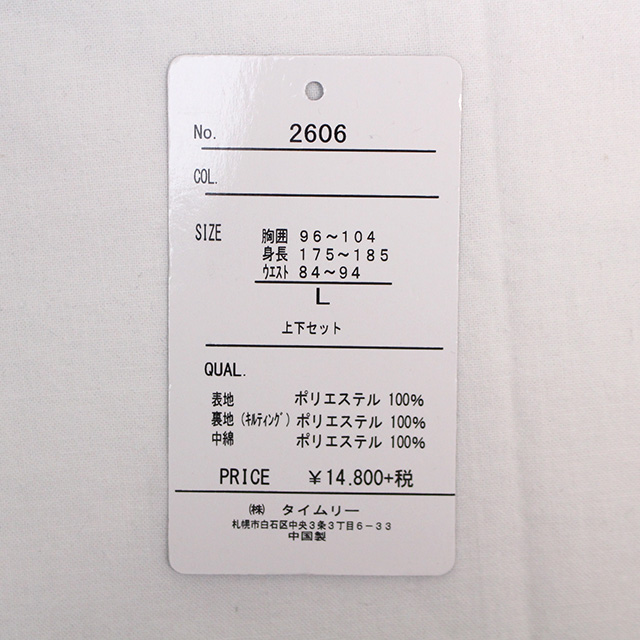 No. 2606
COL.
SIZE 胸囲 96～104
身長 175～185
ｳｴｽﾄ 84～94
L
上下セット
QUAL.
表地 ポリエステル 100%
裏地(ｷﾙﾃｨﾝｸﾞ) ポリエステル 100%
中綿 ポリエステル 100%
PRICE ￥14.800+税
㈱ タイムリー
札幌市白石区中央3条3丁目6－33
中国製